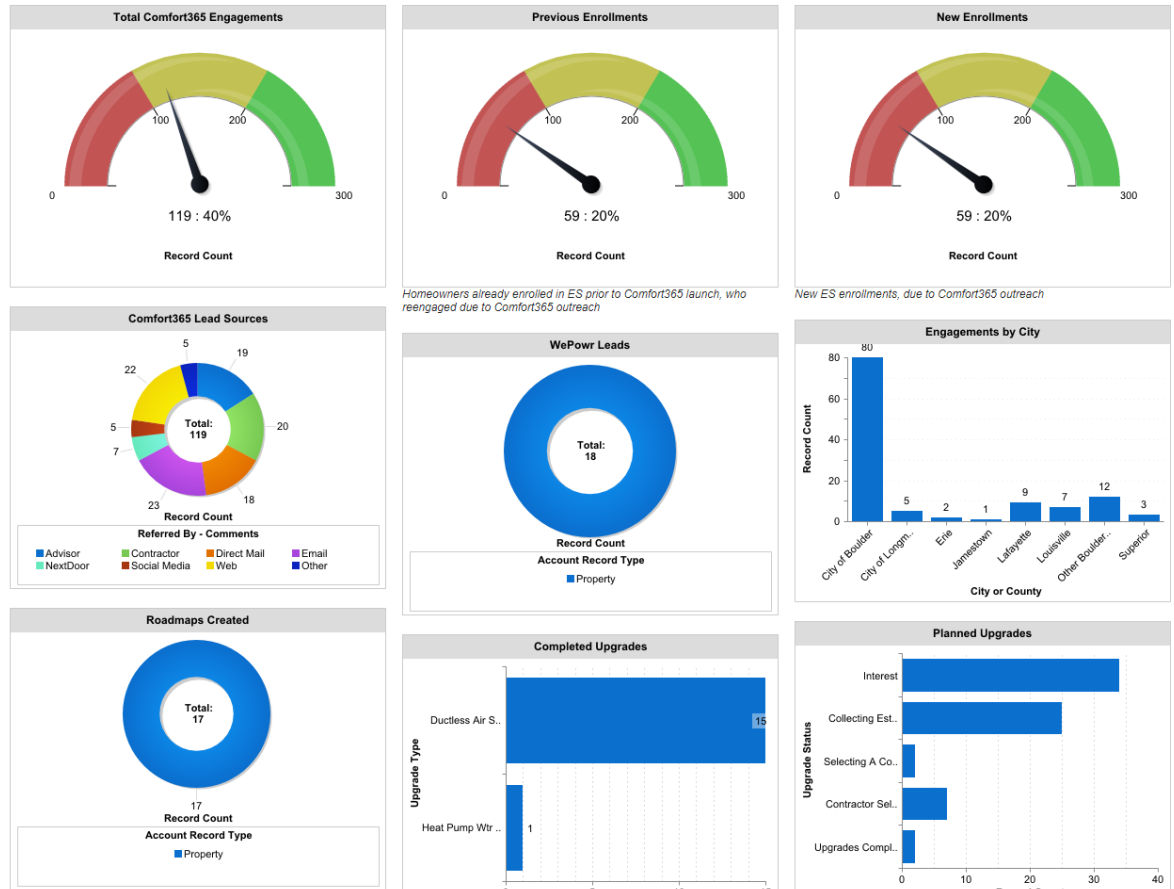 Total Comfort365 Engagements
0
100
200
300
119 : 40%
Record Count
Previous Enrollments
0
100
200
300
59 : 20%
Record Count
Homeowners already enrolled in ES prior to Comfort365 launch, who
reengaged due to Comfort365 outreach
New Enrollments
0
100
200
300
59 : 20%
Record Count
New ES enrollments, due to Comfort365 outreach
Comfort365 Lead Sources
5
19
22
20
5
7
23
18
Total:
119
Record Count
Referred By - Comments
Advisor
Contractor
Direct Mail
Email
NextDoor
Social Media
Web
Other
WePowr Leads
Total:
18
Record Count
Account Record Type
Property
Engagements by City
Record Count
80
60
40
20
0
80
5
2
1
9
7
12
3
City of Boulder
City of Longm..
Erie
Jamestown
Lafayette
Louisville
Other Boulder..
Superior
City or County
Roadmaps Created
Total:
17
17
Record Count
Account Record Type
Property
Completed Upgrades
Upgrade Type
Ductless Air S..
15
Heat Pump Wtr ..
1
Planned Upgrades
Upgrade Status
Interest
Collecting Est..
Selecting A Co..
Contractor Sel..
Upgrades Compl..
0
10
20
30
40